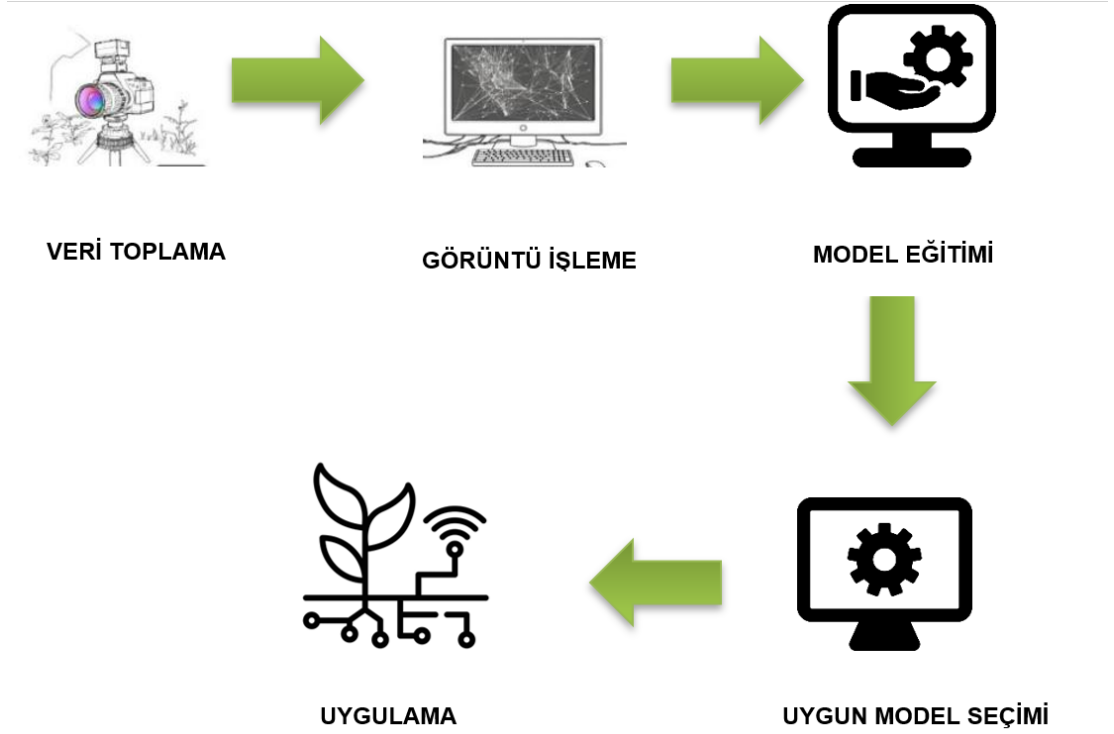 VERİ TOPLAMA
GÖRÜNTÜ İŞLEME
MODEL EĞİTİMİ
UYGUN MODEL SEÇİMİ
UYGULAMA